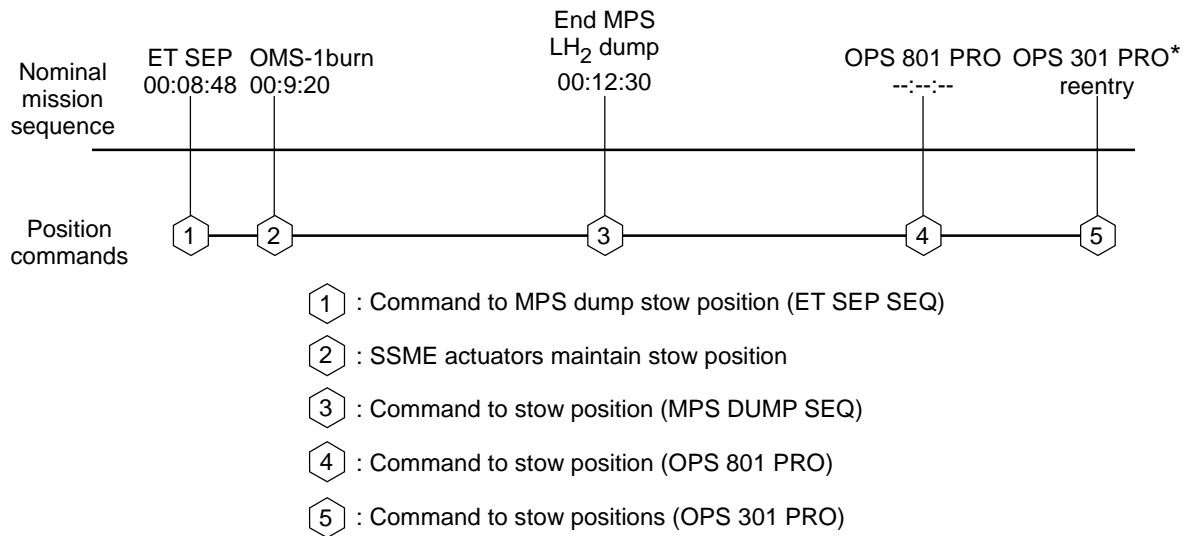 End MPS
LH2 dump
00:12:30
ET SEP OMS-1burn
00:08:48 00:9:20
OPS 801 PRO OPS 301 PRO*
--:--:-- reentry
Nominal
mission
sequence
Position
commands
1 2 3 4 5
1 : Command to MPS dump stow position (ET SEP SEQ)
2 : SSME actuators maintain stow position
3 : Command to stow position (MPS DUMP SEQ)
4 : Command to stow position (OPS 801 PRO)
5 : Command to stow positions (OPS 301 PRO)